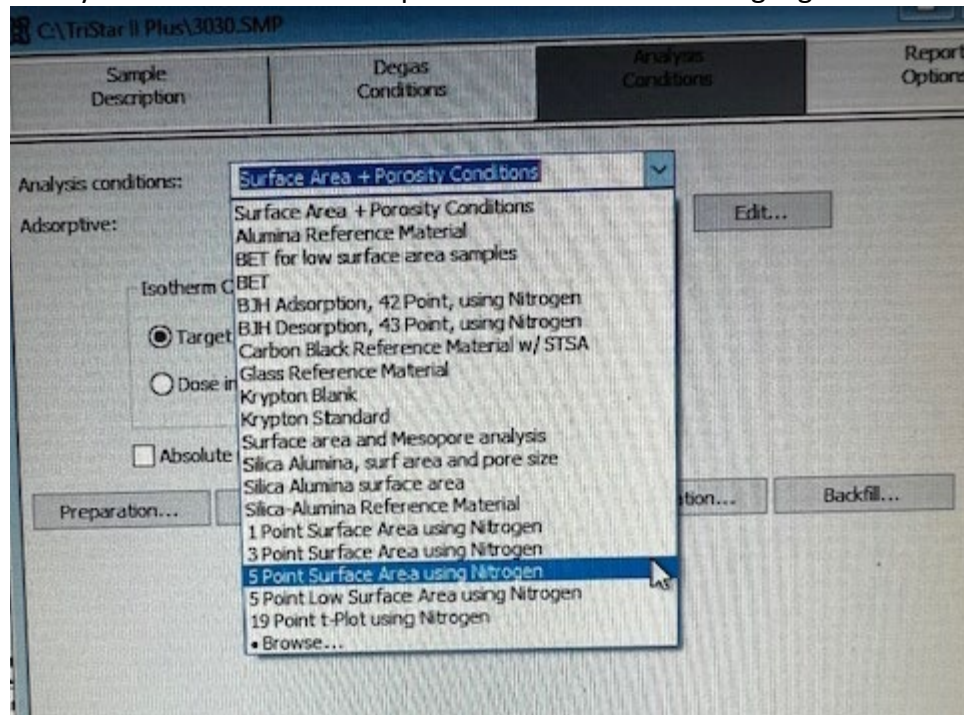 C:\TriStar II Plus\3030.SMP
Sample Description
Degas Conditions
Analysis Conditions
Report Options
Analysis conditions:
Surface Area + Porosity Conditions
Adsorptive:
Surface Area + Porosity Conditions
Edit...
Alumina Reference Material
BET for low surface area samples
Isotherm
BET
BJH Adsorption, 42 Point, using Nitrogen
Target
BJH Desorption, 43 Point, using Nitrogen
Carbon Black Reference Material w/ STSA
Glass Reference Material
Dose
Krypton Blank
Krypton Standard
Surface area and Mesopore analysis
Absolute
Silica Alumina, surf area and pore size
Silica Alumina surface area
Preparation...
Silica-Alumina Reference Material
Backfill...
1 Point Surface Area using Nitrogen
3 Point Surface Area using Nitrogen
5 Point Surface Area using Nitrogen
5 Point Low Surface Area using Nitrogen
19 Point t-Plot using Nitrogen
• Browse...